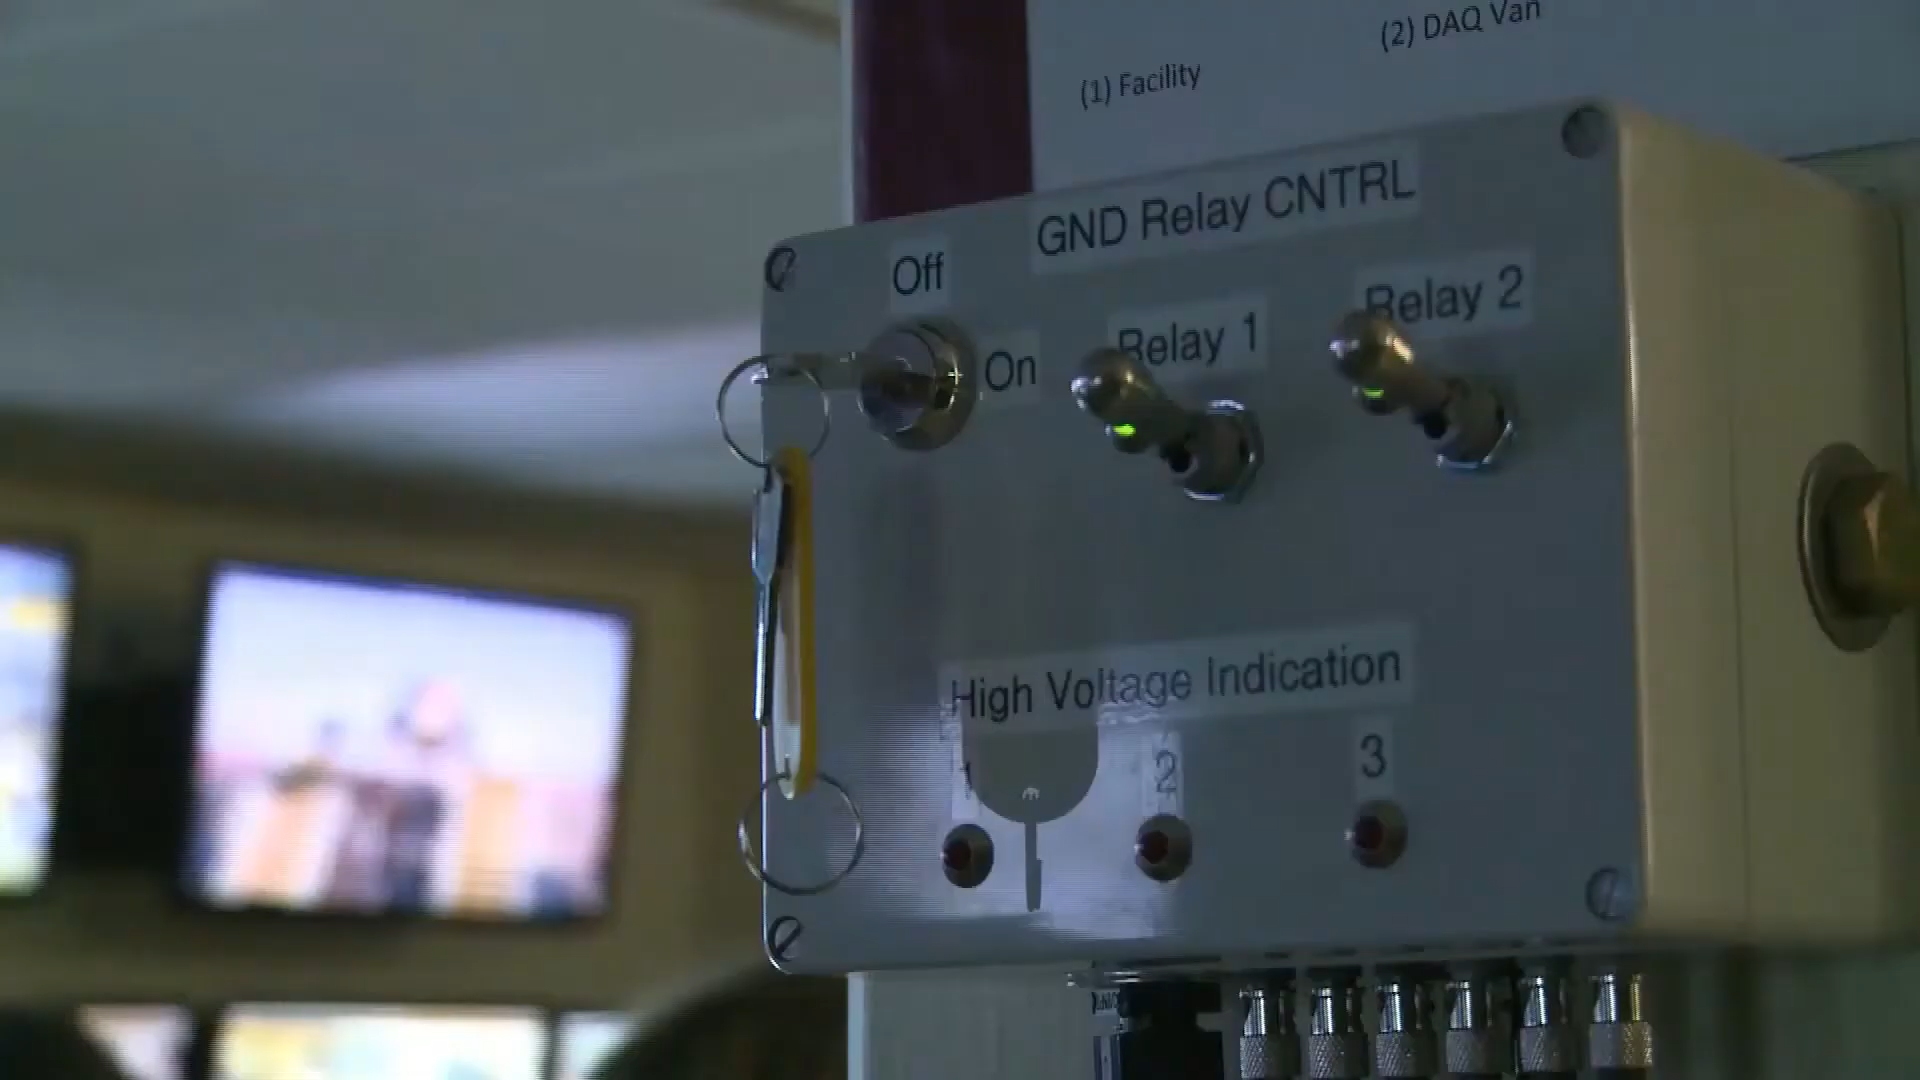 (2) DAQ Van
(1) Facility
GND Relay CNTRL
Off
On
Relay 1
Relay 2
High Voltage Indication
1
2
3